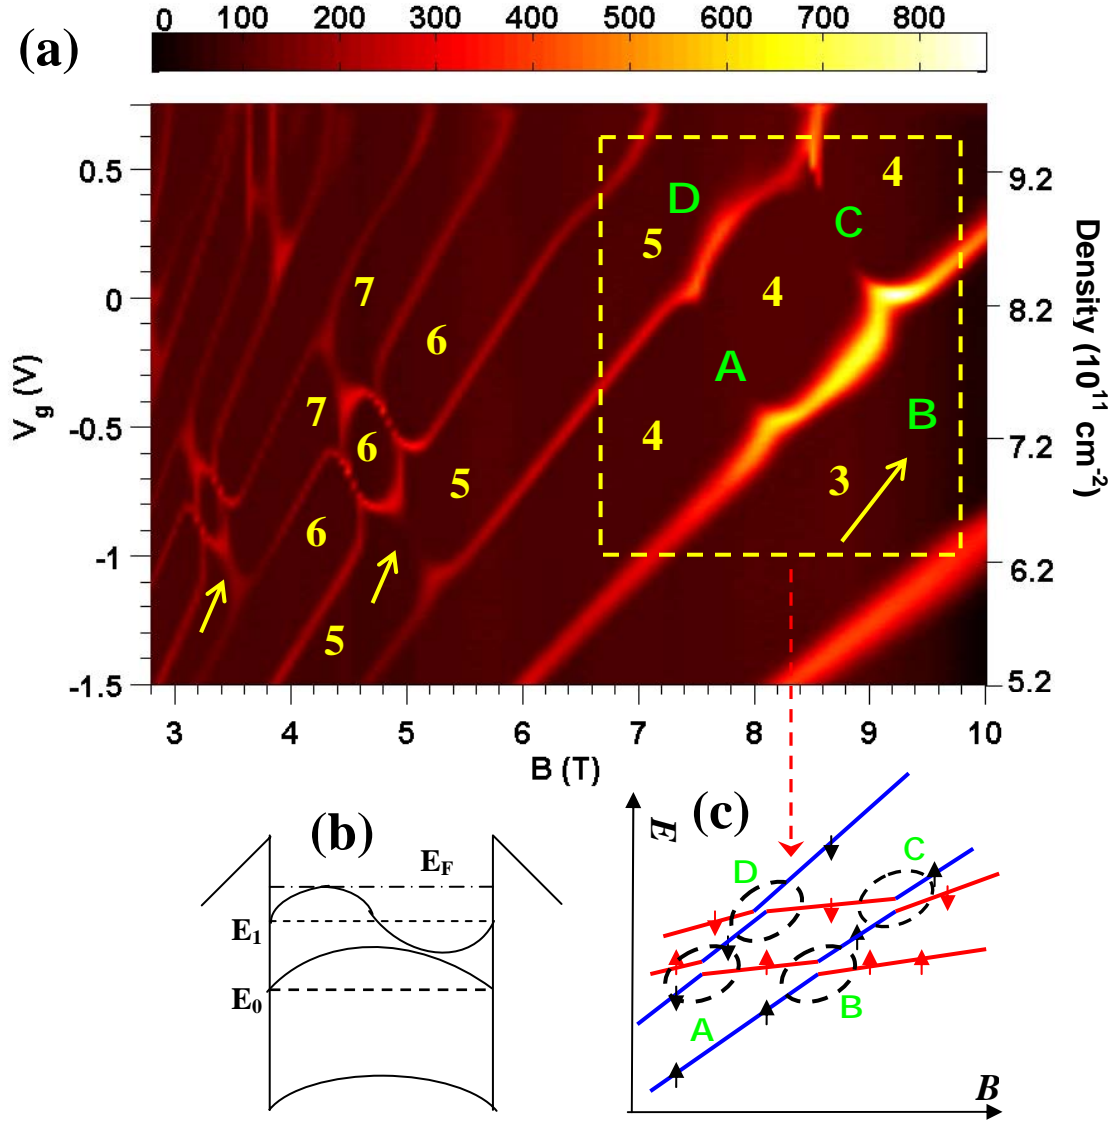 (a)
0 100 200 300 400 500 600 700 800
0.5
0
-0.5
-1
-1.5
V_g (V)
9.2
8.2
7.2
6.2
5.2
Density (10^11 cm^-2)
3 4 5 6 7 8 9 10
B (T)
4
D
C
5
7
4
6
A
7
B
6
4
5
3
6
5
(b)
E_F
E_1
E_0
(c)
E
C
D
B
A
B